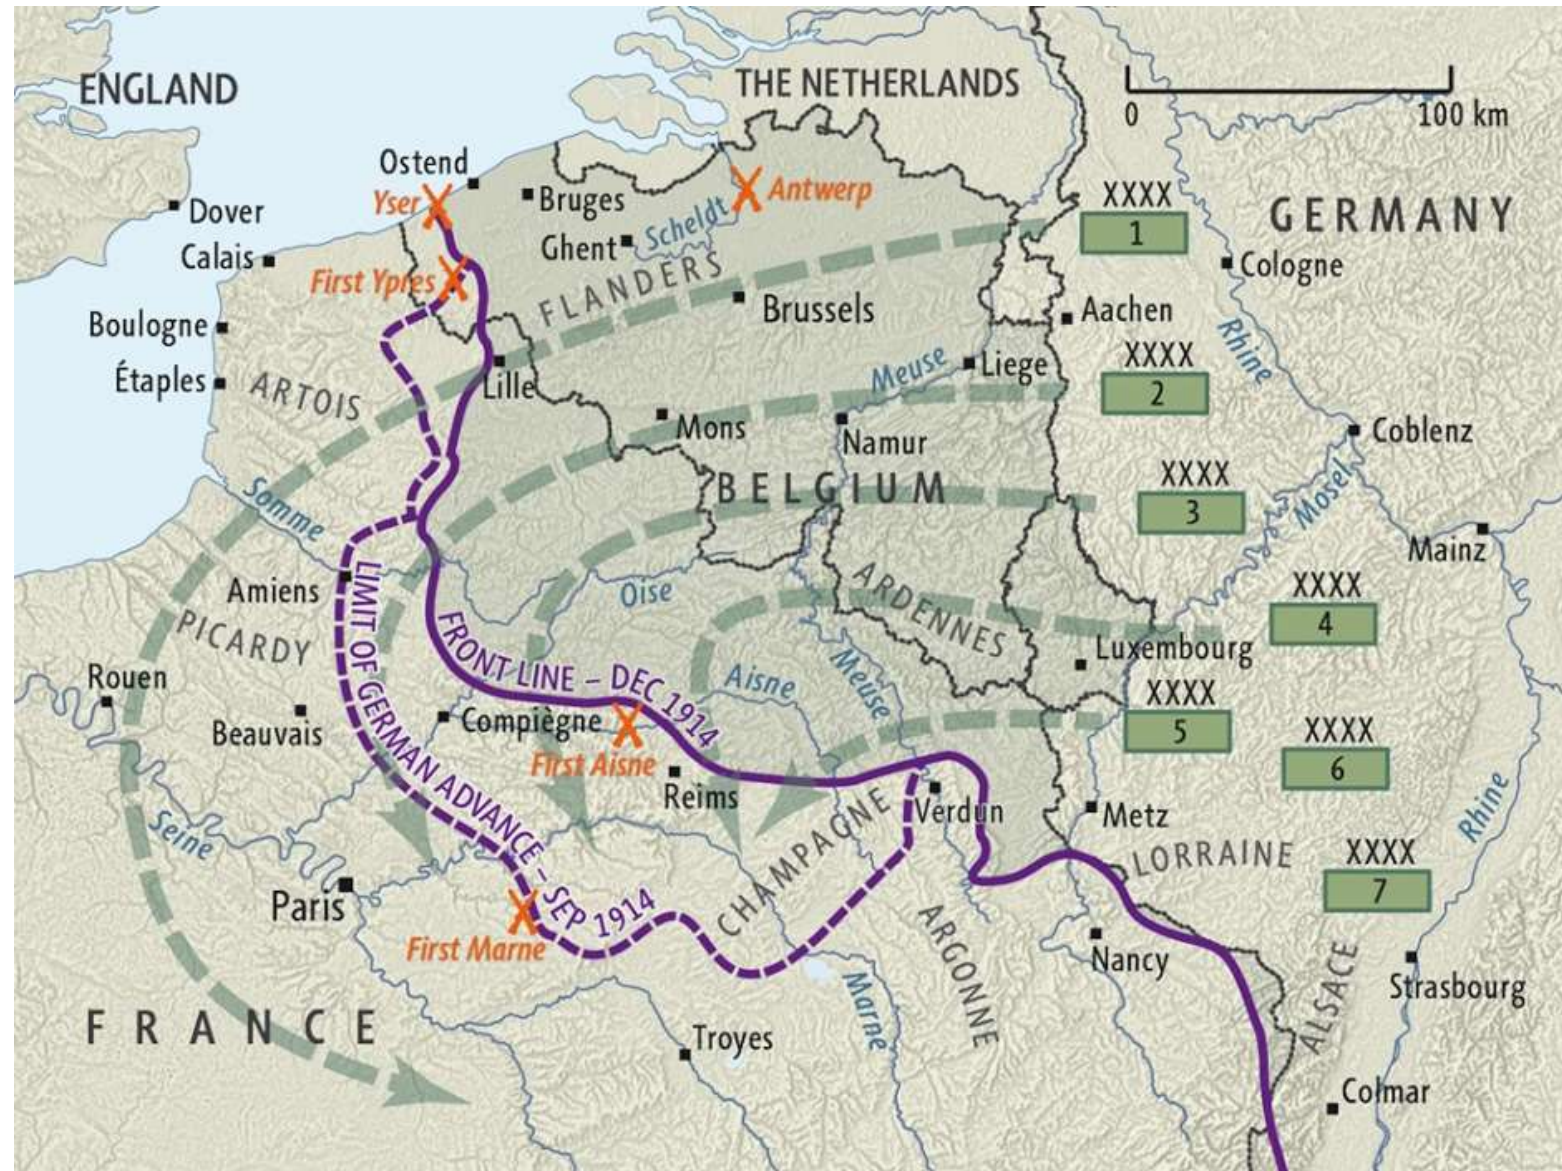 ENGLAND
THE NETHERLANDS
0
100 km
Ostend
Yser
Bruges
Antwerp
XXXX
1
GERMANY
Dover
Calais
Ghent
Scheldt
Cologne
First Ypres
FLANDERS
Brussels
Aachen
Boulogne
Rhine
XXXX
2
Étaples
ARTOIS
Lille
Meuse
Liege
Mons
Namur
Coblenz
BELGIUM
XXXX
3
Mosel
Somme
Mainz
Amiens
Oise
ARDENNES
XXXX
4
PICARDY
LIMIT OF GERMAN ADVANCE – SEP 1914
FRONT LINE – DEC 1914
Luxembourg
Rouen
Aisne
Meuse
XXXX
5
Beauvais
Compiègne
First Aisne
XXXX
6
Reims
Verdun
Metz
Rhine
Seine
CHAMPAGNE
LORRAINE
XXXX
7
Paris
First Marne
ARGONNE
Nancy
Strasbourg
FRANCE
Marne
ALSACE
Troyes
Colmar